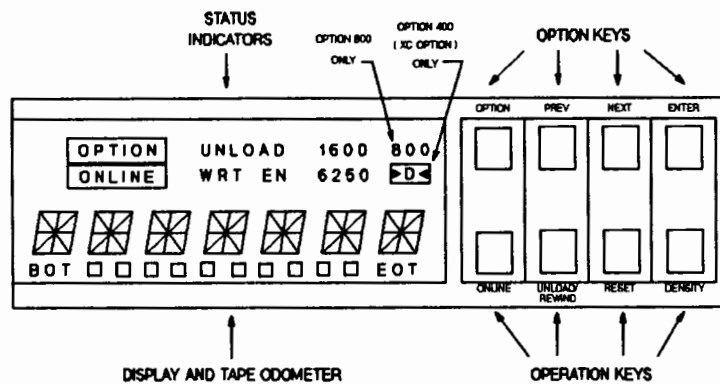 STATUS
INDICATORS
OPTION 800
ONLY
OPTION 400
( XC OPTION )
ONLY
OPTION KEYS
OPTION PREV NEXT ENTER
OPTION UNLOAD 1600 800
ONLINE WRT EN 6250 ►D◄
BOT EOT
ONLINE UNLOAD/
REWIND RESET DENSITY
DISPLAY AND TAPE ODOMETER
OPERATION KEYS